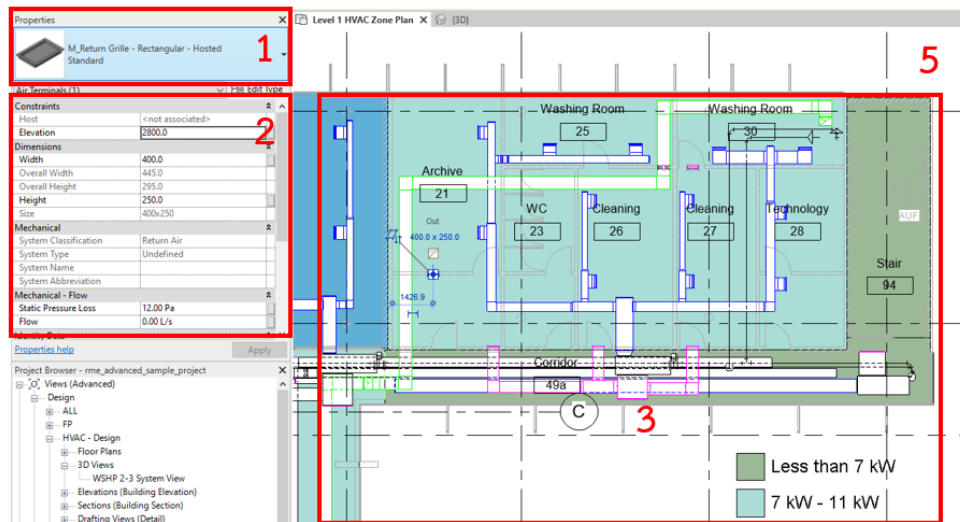 Properties
M_Return Grille - Rectangular - Hosted
Standard
1
Air Terminals (1)
Edit Type
Constraints
Host <not associated>
Elevation 2800.0
2
Dimensions
Width 400.0
Overall Width 445.0
Overall Height 295.0
Height 250.0
Size 400x250
Mechanical
System Classification Return Air
System Type Undefined
System Name
System Abbreviation
Mechanical - Flow
Static Pressure Loss 12.00 Pa
Flow 0.00 L/s
Identity Data
Properties help
Apply
Project Browser - rme_advanced_sample_project
Views (Advanced)
Design
ALL
FP
HVAC - Design
Floor Plans
3D Views
WSHP 2-3 System View
Elevations (Building Elevation)
Sections (Building Section)
Drafting Views (Detail)
Level 1 HVAC Zone Plan
{3D}
5
Washing Room
25
Washing Room
30
Archive
21
WC
23
Cleaning
26
Cleaning
27
Technology
28
Out
400.0 x 250.0
1426.9
AUF
Stair
94
Corridor
49a
C
3
Less than 7 kW
7 kW - 11 kW